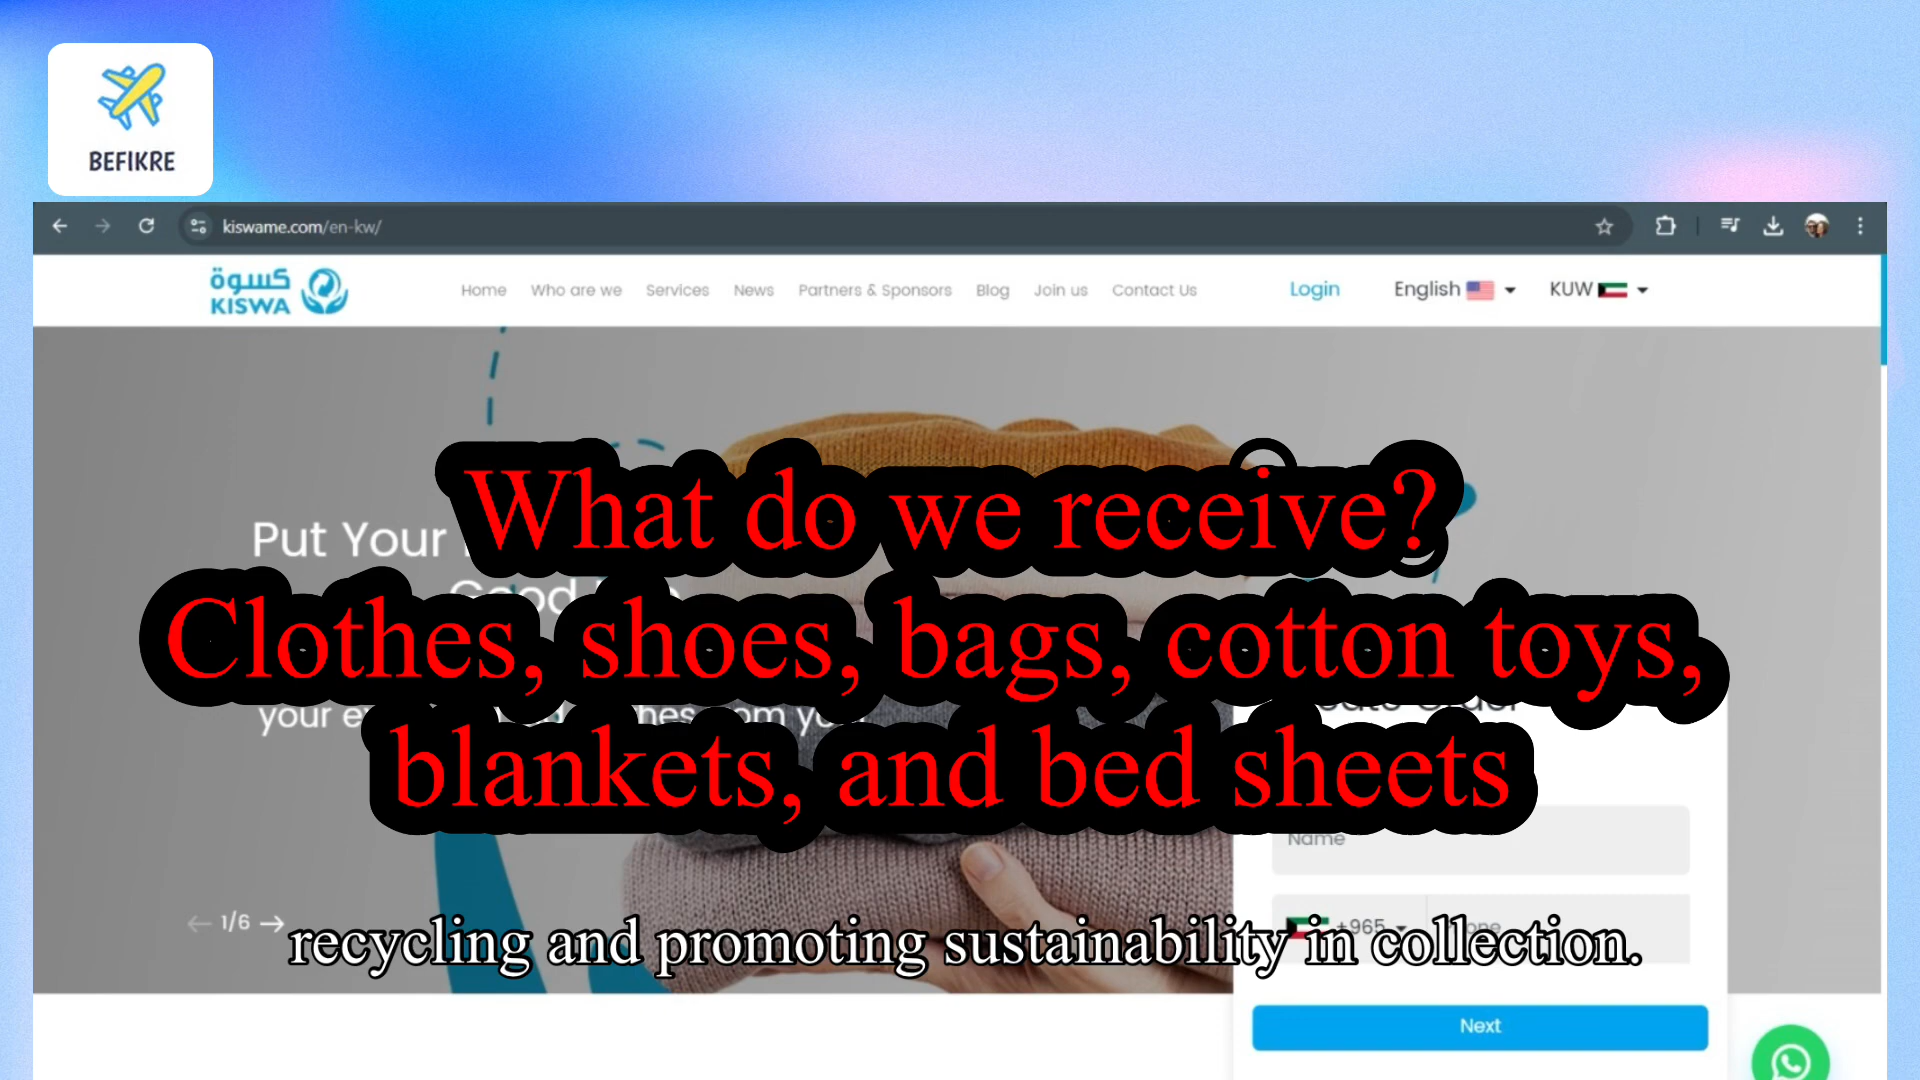 BEFIKRE
kiswame.com/en-kw/
كسوة
KISWA
Home Who are we Services News Partners & Sponsors Blog Join us Contact Us Login English KUW
What do we receive?
Put Your
Clothes, shoes, bags, cotton toys,
your
blankets, and bed sheets
Name
+965
1/6
recycling and promoting sustainability in collection.
Next